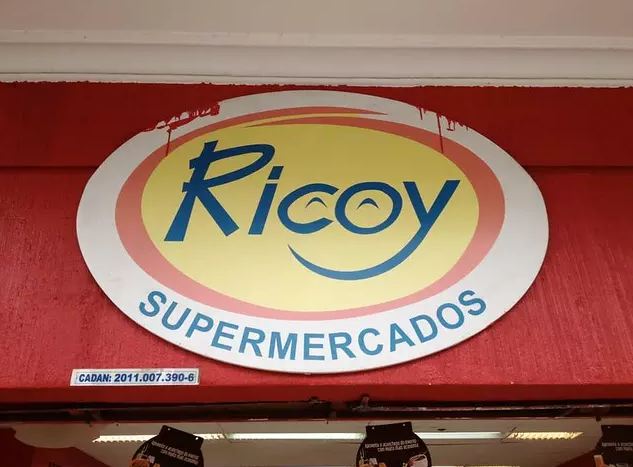 Ricoy
SUPERMERCADOS
CADAN: 2011.007.390-6